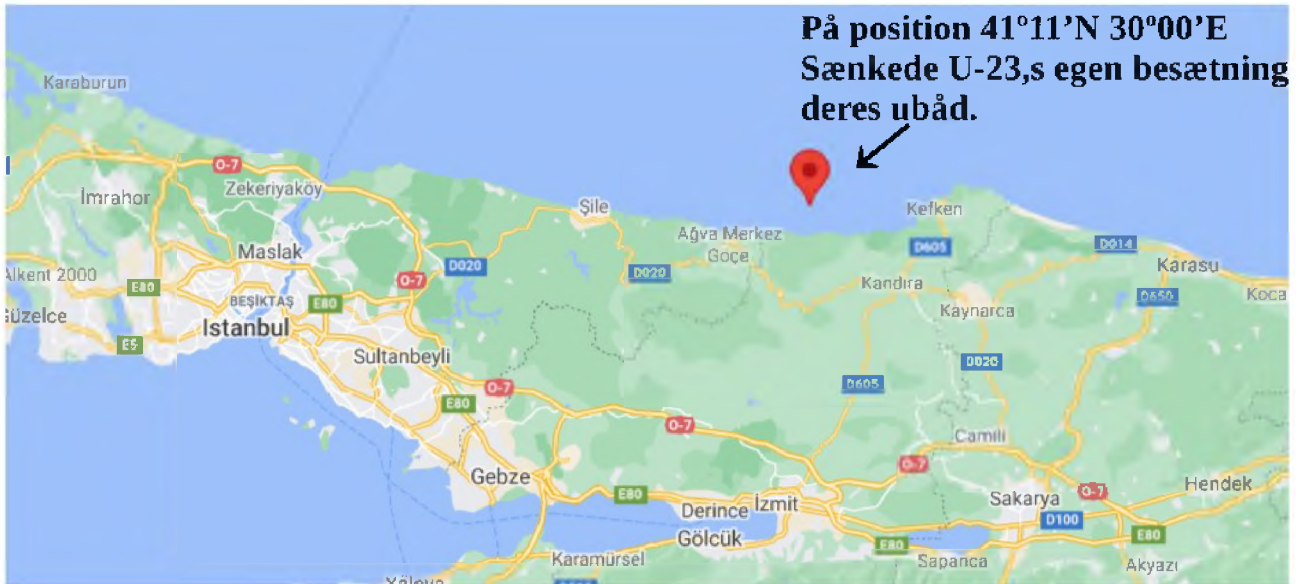 På position 41º11’N 30º00’E
Sænkede U-23,s egen besætning
deres ubåd.
Karaburun
O-7
Zekeriyaköy
İmrahor
Şile
Kefken
Ağva Merkez
Göçe
D605
D014
Maslak
Karasu
D020
D020
Alkent 2000
O-7
Kandıra
E80
BEŞİKTAŞ
E80
D650
Koca
Kaynarca
Güzelce
Istanbul
E5
Sultanbeyli
D020
O-7
D605
E80
O-7
Camili
O-7
Gebze
Hendek
E80
Derince
İzmit
Sakarya
O-7
D100
Gölcük
E80
E80
Karamürsel
Sapanca
Akyazı